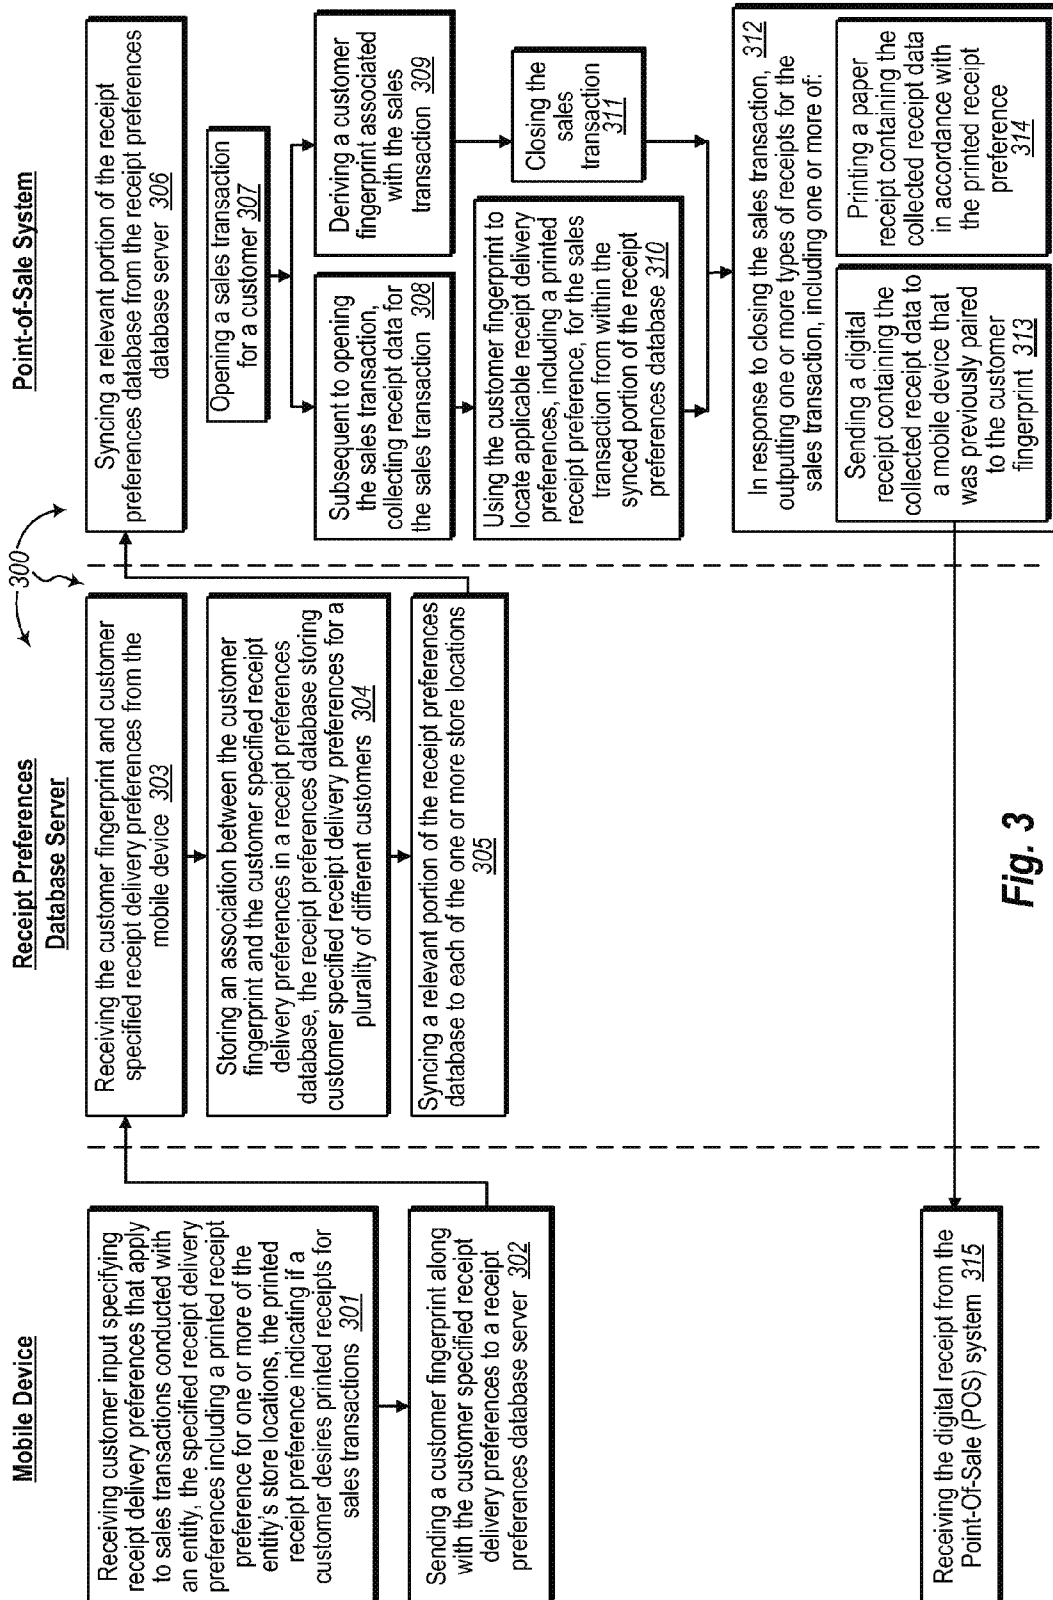 300
Mobile Device
Receiving customer input specifying
receipt delivery preferences that apply
to sales transactions conducted with
an entity, the specified receipt delivery
preferences including a printed receipt
preference for one or more of the
entity's store locations, the printed
receipt preference indicating if a
customer desires printed receipts for
sales transactions 301
Sending a customer fingerprint along
with the customer specified receipt
delivery preferences to a receipt
preferences database server 302
Receiving the digital receipt from the
Point-Of-Sale (POS) system 315
Receipt Preferences
Database Server
Receiving the customer fingerprint and customer
specified receipt delivery preferences from the
mobile device 303
Storing an association between the customer
fingerprint and the customer specified receipt
delivery preferences in a receipt preferences
database, the receipt preferences database storing
customer specified receipt delivery preferences for a
plurality of different customers 304
Syncing a relevant portion of the receipt preferences
database to each of the one or more store locations
305
Point-of-Sale System
Syncing a relevant portion of the receipt
preferences database from the receipt preferences
database server 306
Opening a sales transaction
for a customer 307
Subsequent to opening
the sales transaction,
collecting receipt data for
the sales transaction 308
Deriving a customer
fingerprint associated
with the sales
transaction 309
Using the customer fingerprint to
locate applicable receipt delivery
preferences, including a printed
receipt preference, for the sales
transaction from within the
synced portion of the receipt
preferences database 310
Closing the
sales
transaction
311
In response to closing the sales transaction, 312
outputting one or more types of receipts for the
sales transaction, including one or more of:
Sending a digital
receipt containing the
collected receipt data to
a mobile device that
was previously paired
to the customer
fingerprint 313
Printing a paper
receipt containing the
collected receipt data
in accordance with
the printed receipt
preference
314
Fig. 3